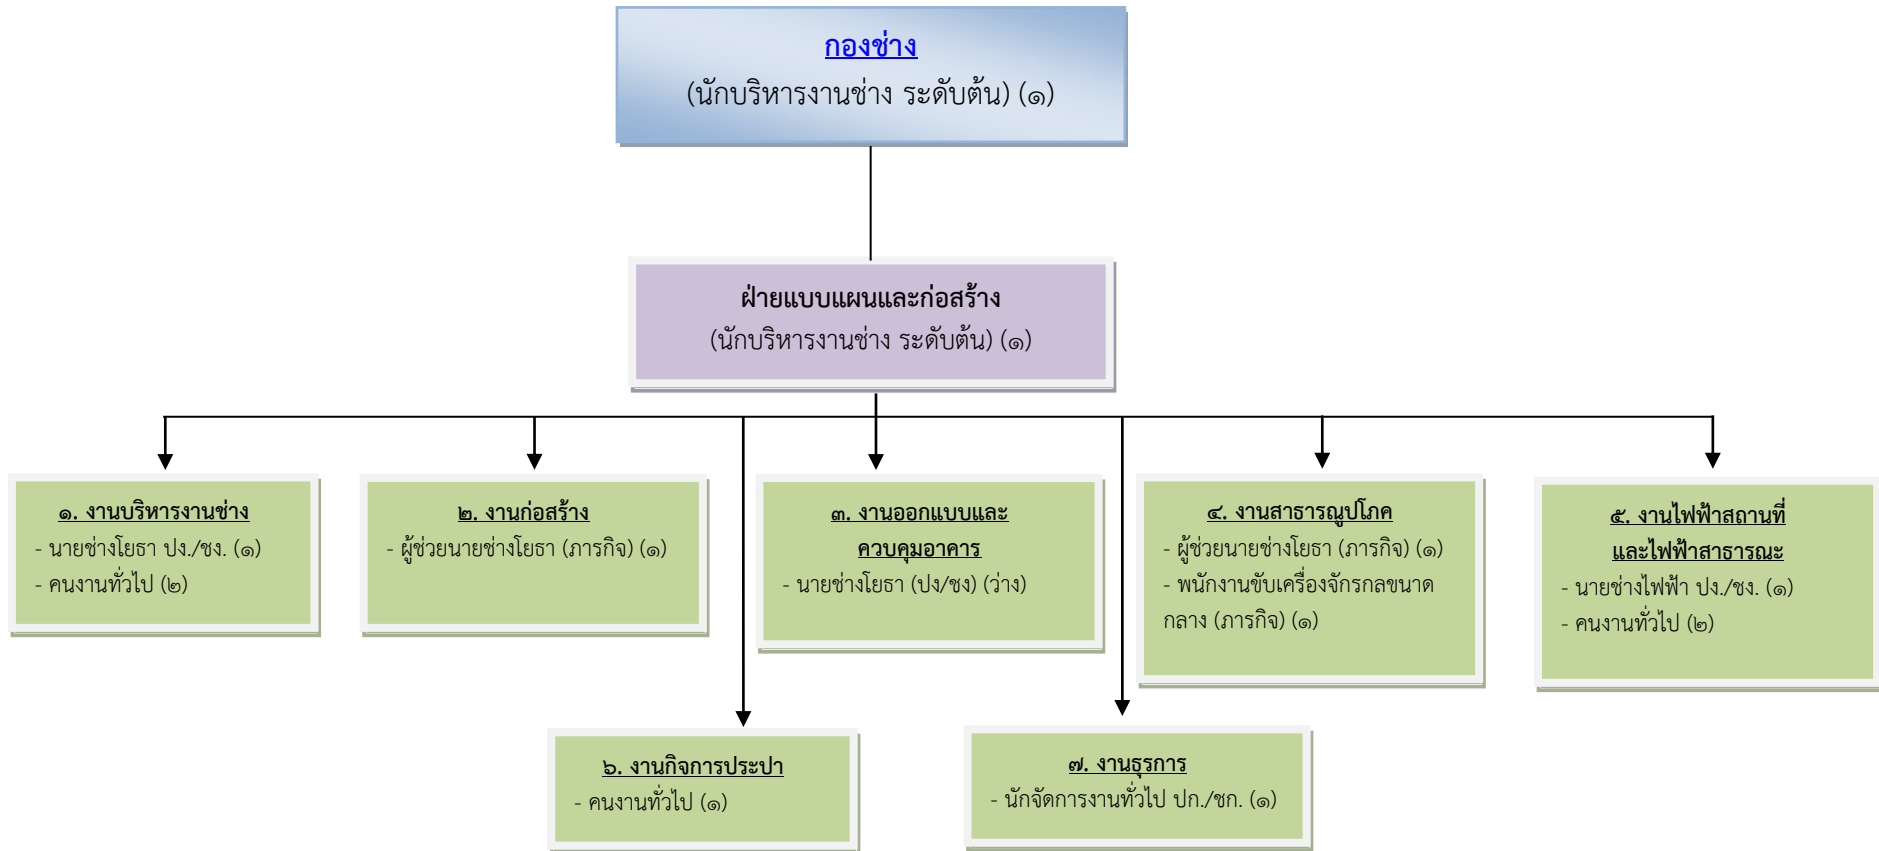 กองช่าง
(นักบริหารงานช่าง ระดับต้น) (๑)
ฝ่ายแบบแผนและก่อสร้าง
(นักบริหารงานช่าง ระดับต้น) (๑)
๑. งานบริหารงานช่าง
- นายช่างโยธา ปง./ชง. (๑)
- คนงานทั่วไป (๒)
๒. งานก่อสร้าง
- ผู้ช่วยนายช่างโยธา (ภารกิจ) (๑)
๓. งานออกแบบและ
ควบคุมอาคาร
- นายช่างโยธา (ปง/ชง) (ว่าง)
๔. งานสาธารณูปโภค
- ผู้ช่วยนายช่างโยธา (ภารกิจ) (๑)
- พนักงานขับเครื่องจักรกลขนาด
กลาง (ภารกิจ) (๑)
๕. งานไฟฟ้าสถานที่
และไฟฟ้าสาธารณะ
- นายช่างไฟฟ้า ปง./ชง. (๑)
- คนงานทั่วไป (๒)
๖. งานกิจการประปา
- คนงานทั่วไป (๑)
๗. งานธุรการ
- นักจัดการงานทั่วไป ปก./ชก. (๑)